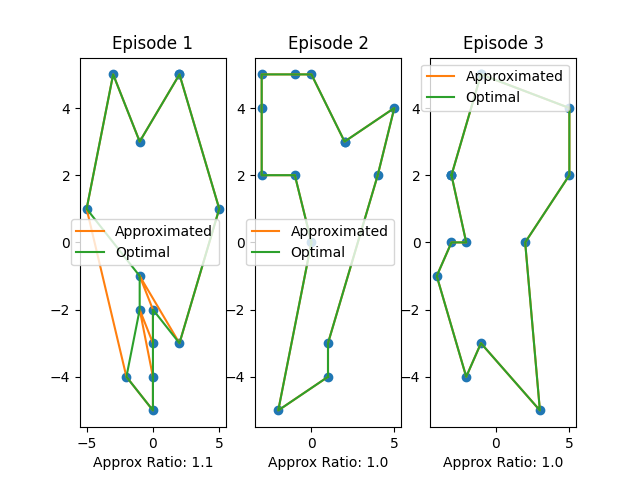 Episode 1
Episode 2
Episode 3
4
2
0
−2
−4
−5
0
5
Approximated
Optimal
Approx Ratio: 1.1
4
2
0
−2
−4
0
5
Approximated
Optimal
Approx Ratio: 1.0
4
2
0
−2
−4
0
5
Approximated
Optimal
Approx Ratio: 1.0